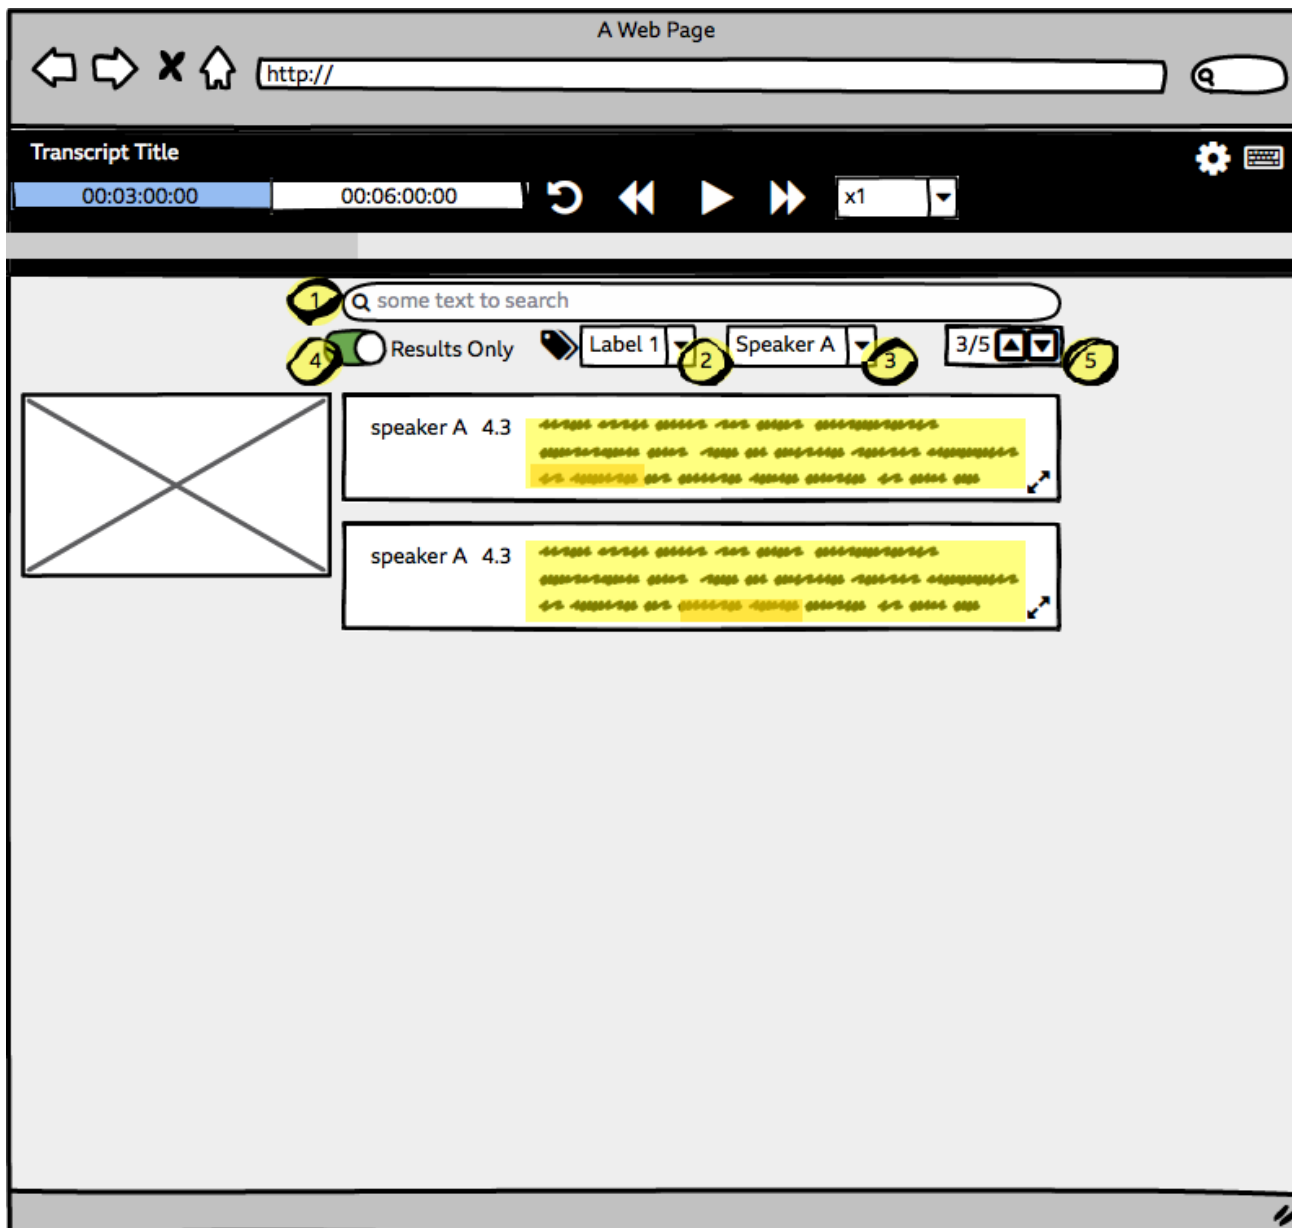 A Web Page
http://
Transcript Title
00:03:00:00 00:06:00:00 x1
1 some text to search
4 Results Only Label 1 2 Speaker A 3 3/5 5
speaker A 4.3
speaker A 4.3